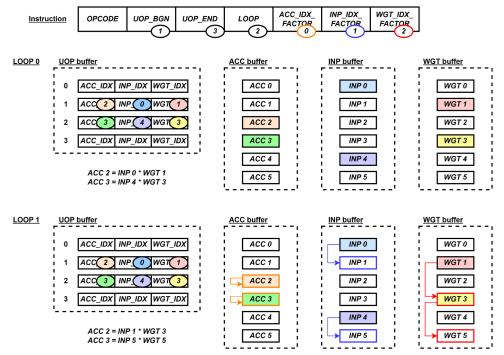 Instruction
OPCODE UOP_BGN UOP_END LOOP ACC_IDX_ FACTOR INP_IDX_ FACTOR WGT_IDX_ FACTOR
1 3 2 0 1 2
LOOP 0 UOP buffer ACC buffer INP buffer WGT buffer
0 ACC_IDX INP_IDX WGT_IDX ACC 0 INP 0 WGT 0
1 ACC 2 INP 0 WGT 1 ACC 1 INP 1 WGT 1
2 ACC 3 INP 4 WGT 3 ACC 2 INP 2 WGT 2
3 ACC_IDX INP_IDX WGT_IDX ACC 3 INP 3 WGT 3
ACC 4 INP 4 WGT 4
ACC 5 INP 5 WGT 5
ACC 2 = INP 0 * WGT 1
ACC 3 = INP 4 * WGT 3
LOOP 1 UOP buffer ACC buffer INP buffer WGT buffer
0 ACC_IDX INP_IDX WGT_IDX ACC 0 INP 0 WGT 0
1 ACC 2 INP 0 WGT 1 ACC 1 INP 1 WGT 1
2 ACC 3 INP 4 WGT 3 ACC 2 INP 2 WGT 2
3 ACC_IDX INP_IDX WGT_IDX ACC 3 INP 3 WGT 3
ACC 4 INP 4 WGT 4
ACC 5 INP 5 WGT 5
ACC 2 = INP 1 * WGT 3
ACC 3 = INP 5 * WGT 5